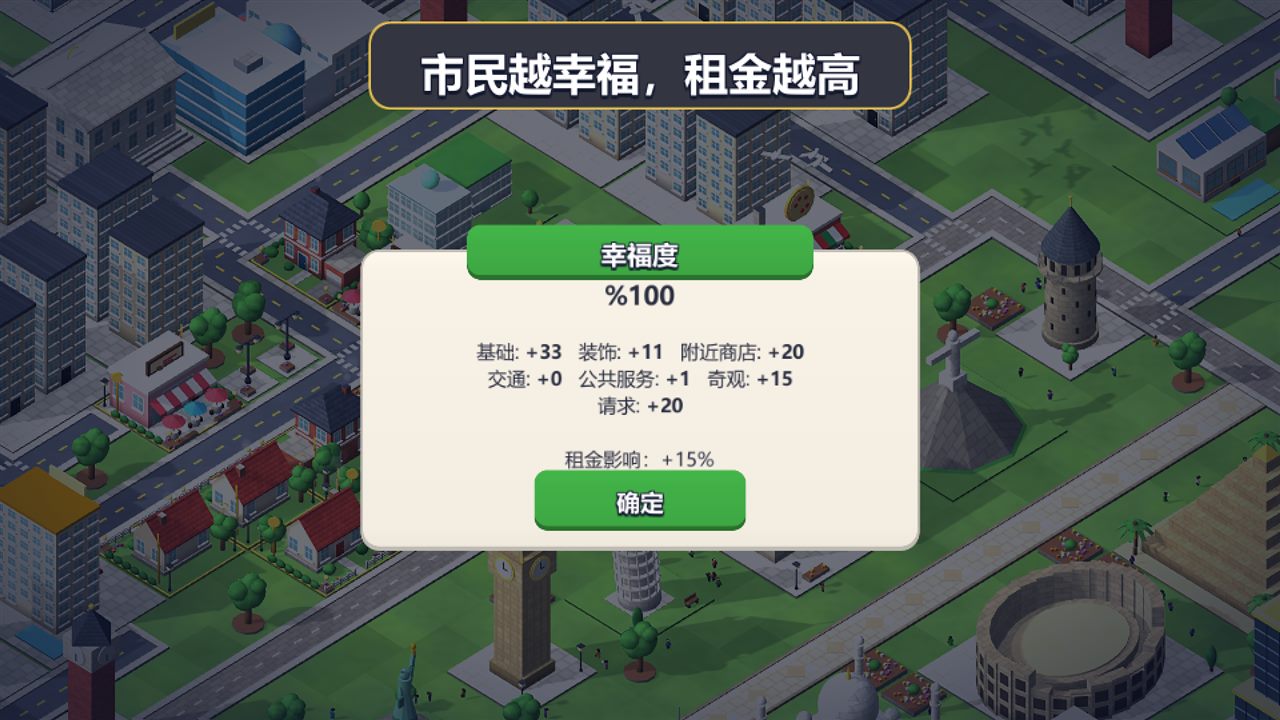 市民越幸福，租金越高
幸福度
%100
基础: +33 装饰: +11 附近商店: +20
交通: +0 公共服务: +1 奇观: +15
请求: +20
租金影响：+15%
确定